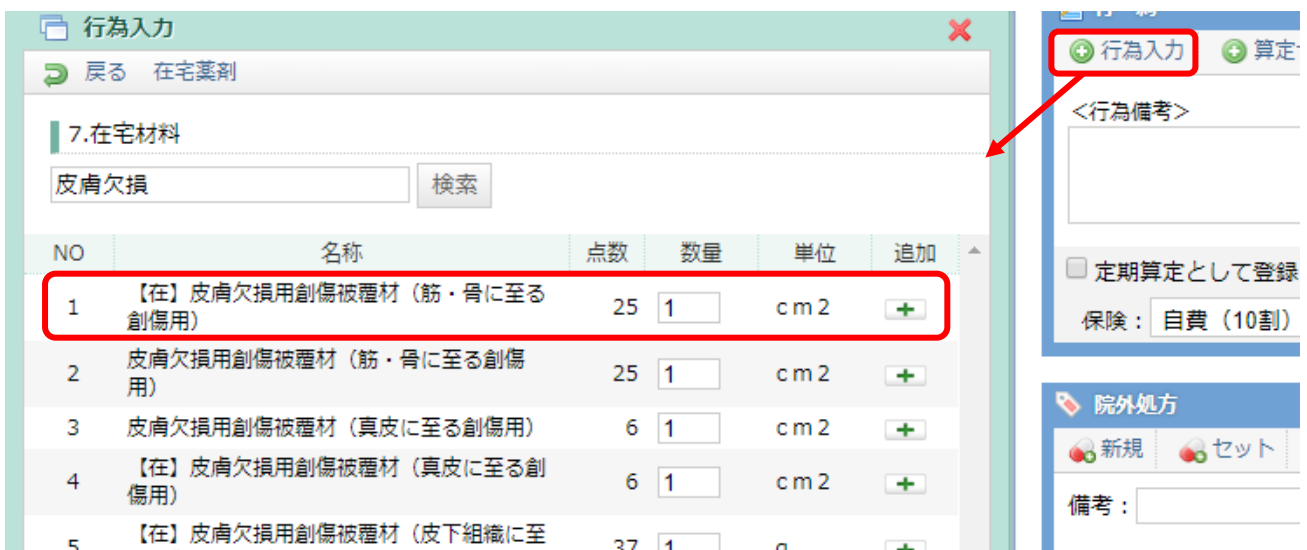 行為入力
戻る 在宅薬剤
7.在宅材料
皮膚欠損 検索
NO 名称 点数 数量 単位 追加
1 【在】皮膚欠損用創傷被覆材（筋・骨に至る
創傷用） 25 1 ｃｍ２
2 皮膚欠損用創傷被覆材（筋・骨に至る創傷
用） 25 1 ｃｍ２
3 皮膚欠損用創傷被覆材（真皮に至る創傷用） 6 1 ｃｍ２
4 【在】皮膚欠損用創傷被覆材（真皮に至る創
傷用） 6 1 ｃｍ２
5 【在】皮膚欠損用創傷被覆材（皮下組織に至
37 1
行為入力 算定
<行為備考>
定期算定として登録
保険： 自費（10割）
院外処方
新規 セット
備考：